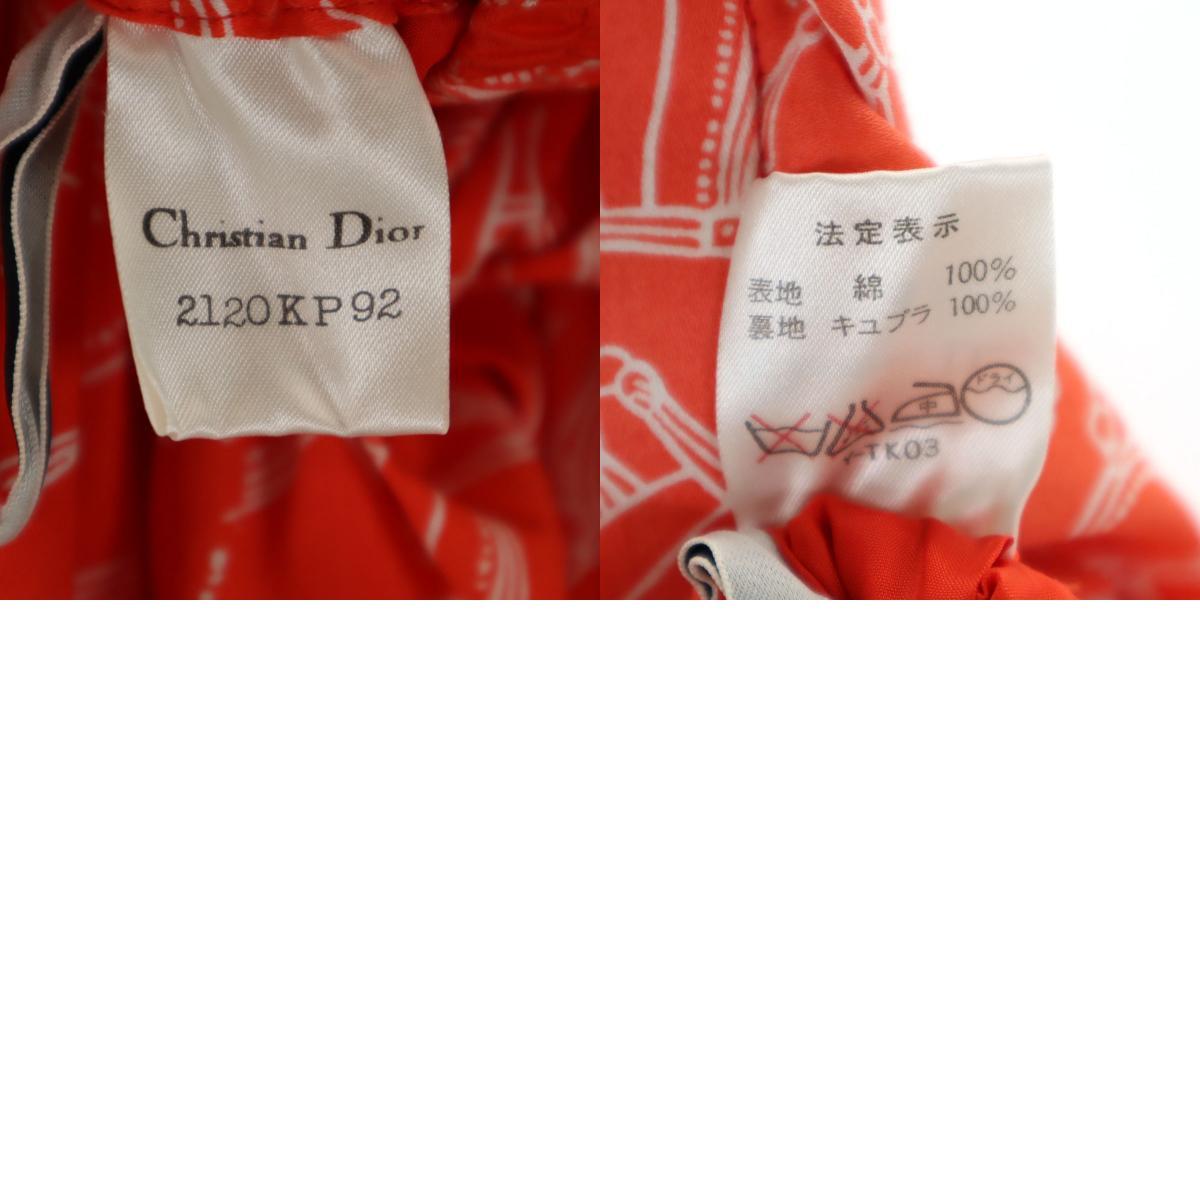 Christian Dior
2120KP92
法定表示
表地 綿 100%
裏地 キュプラ 100%
中
ドライ
イ-TK03